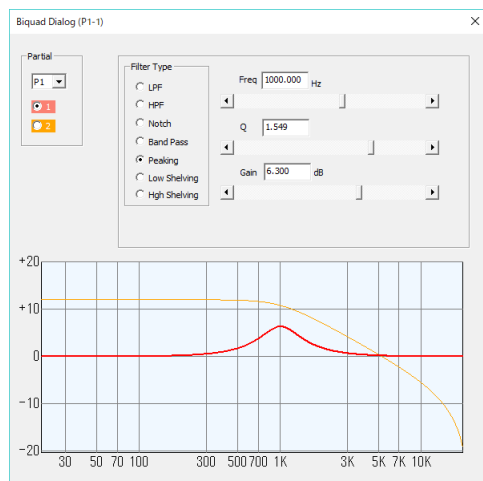 Biquad Dialog (P1-1)
Partial
P1
1
2
Filter Type
LPF
HPF
Notch
Band Pass
Peaking
Low Shelving
Hgh Shelving
Freq 1000.000 Hz
Q 1.549
Gain 6.300 dB
+20
+10
0
-10
-20
30 50 70 100 300 500 700 1K 3K 5K 7K 10K